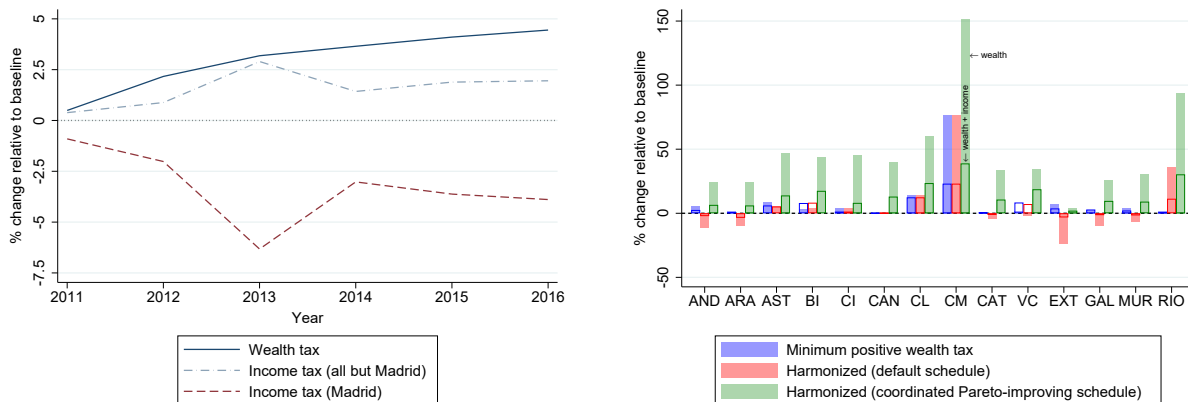 % change relative to baseline
5
2.5
0
-2.5
-5
-7.5
2011 2012 2013 2014 2015 2016
Year
Wealth tax
Income tax (all but Madrid)
Income tax (Madrid)
% change relative to baseline
150
100
50
0
-50
← wealth
← wealth + income
AND ARA AST BI CI CAN CL CM CAT VC EXT GAL MUR RIO
Minimum positive wealth tax
Harmonized (default schedule)
Harmonized (coordinated Pareto-improving schedule)